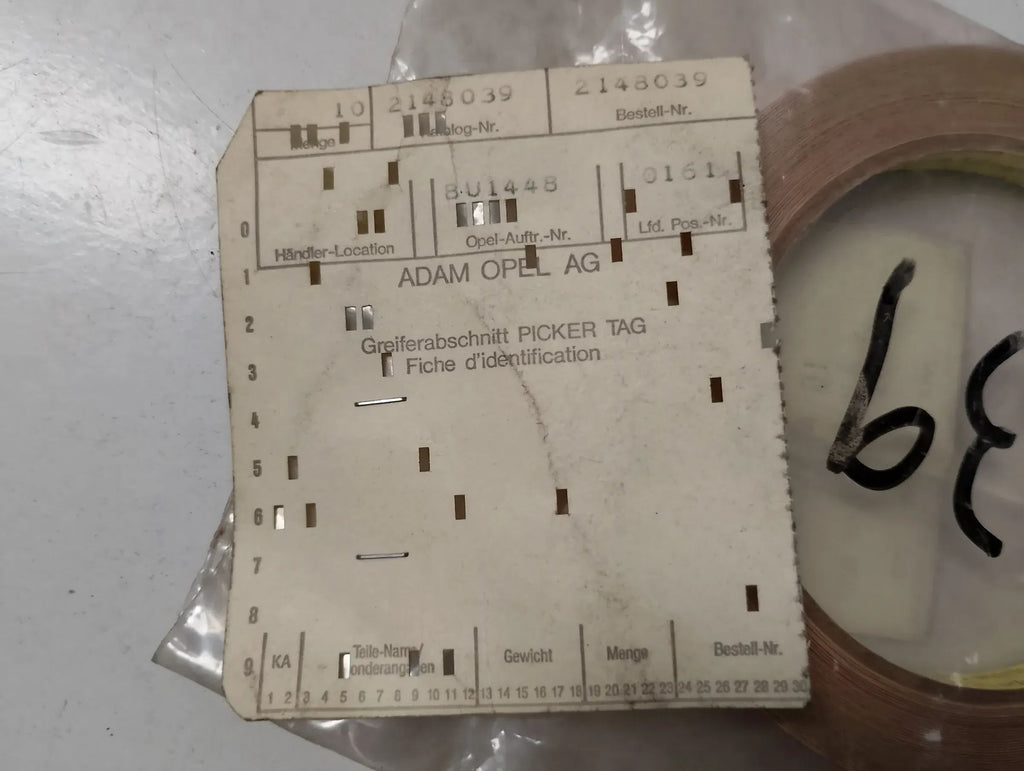 10 2148039 2148039
Menge Katalog-Nr. Bestell-Nr.
BU1448 0161
0 Händler-Location Opel-Auftr.-Nr. Lfd. Pos.-Nr.
1 ADAM OPEL AG
2 Greiferabschnitt PICKER TAG
3 Fiche d'identification
4
5
6
7
8
9 KA Teile-Name/ Gewicht Menge Bestell-Nr.
Sonderangaben
1 2 3 4 5 6 7 8 9 10 11 12 13 14 15 16 17 18 19 20 21 22 23 24 25 26 27 28 29 30